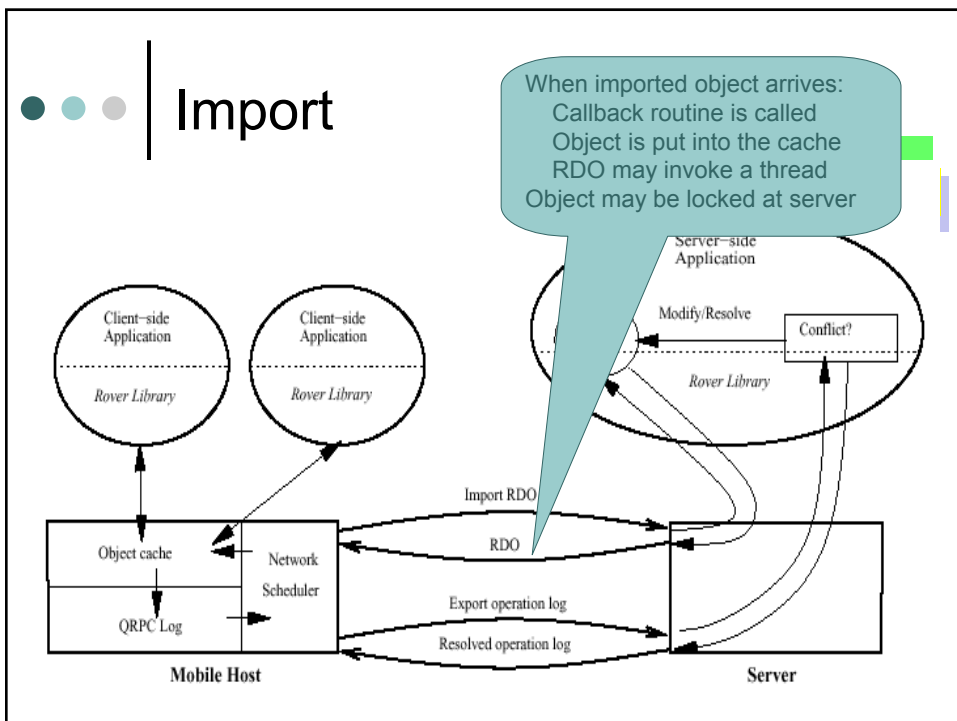 Import
When imported object arrives:
Callback routine is called
Object is put into the cache
RDO may invoke a thread
Object may be locked at server
Server-side
Application
Modify/Resolve
Conflict?
Rover Library
Client-side
Application
Rover Library
Client-side
Application
Rover Library
Import RDO
RDO
Object cache
Network
Scheduler
QRPC Log
Export operation log
Resolved operation log
Mobile Host
Server